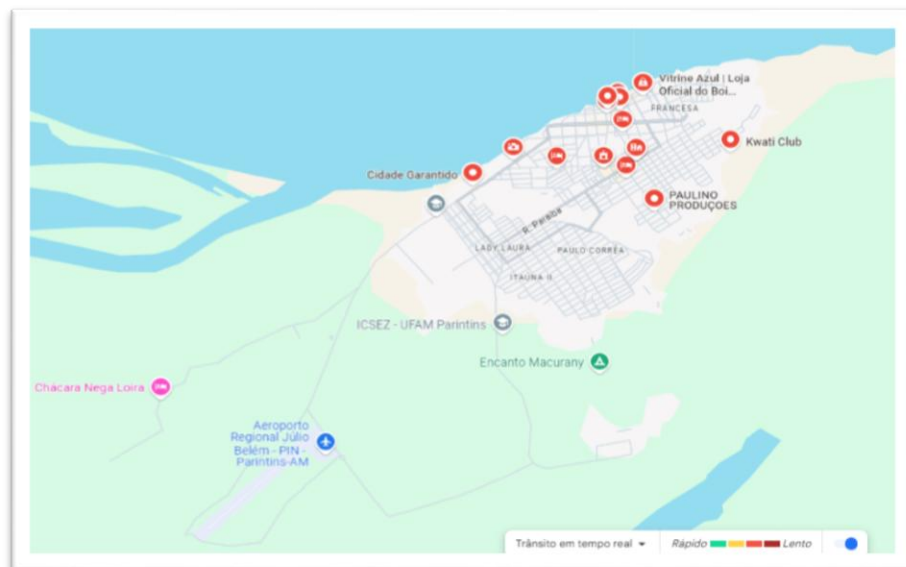 Vitrine Azul | Loja
Oficial do Boi...
FRANCESA
Kwati Club
Cidade Garantido
PAULINO
PRODUÇOES
R. Paraíba
LADY LAURA
PAULO CORRÊA
ITAUNA II
ICSEZ - UFAM Parintins
Encanto Macurany
Chácara Nega Loira
Aeroporto
Regional Júlio
Belém - PIN -
Parintins-AM
Trânsito em tempo real
Rápido
Lento